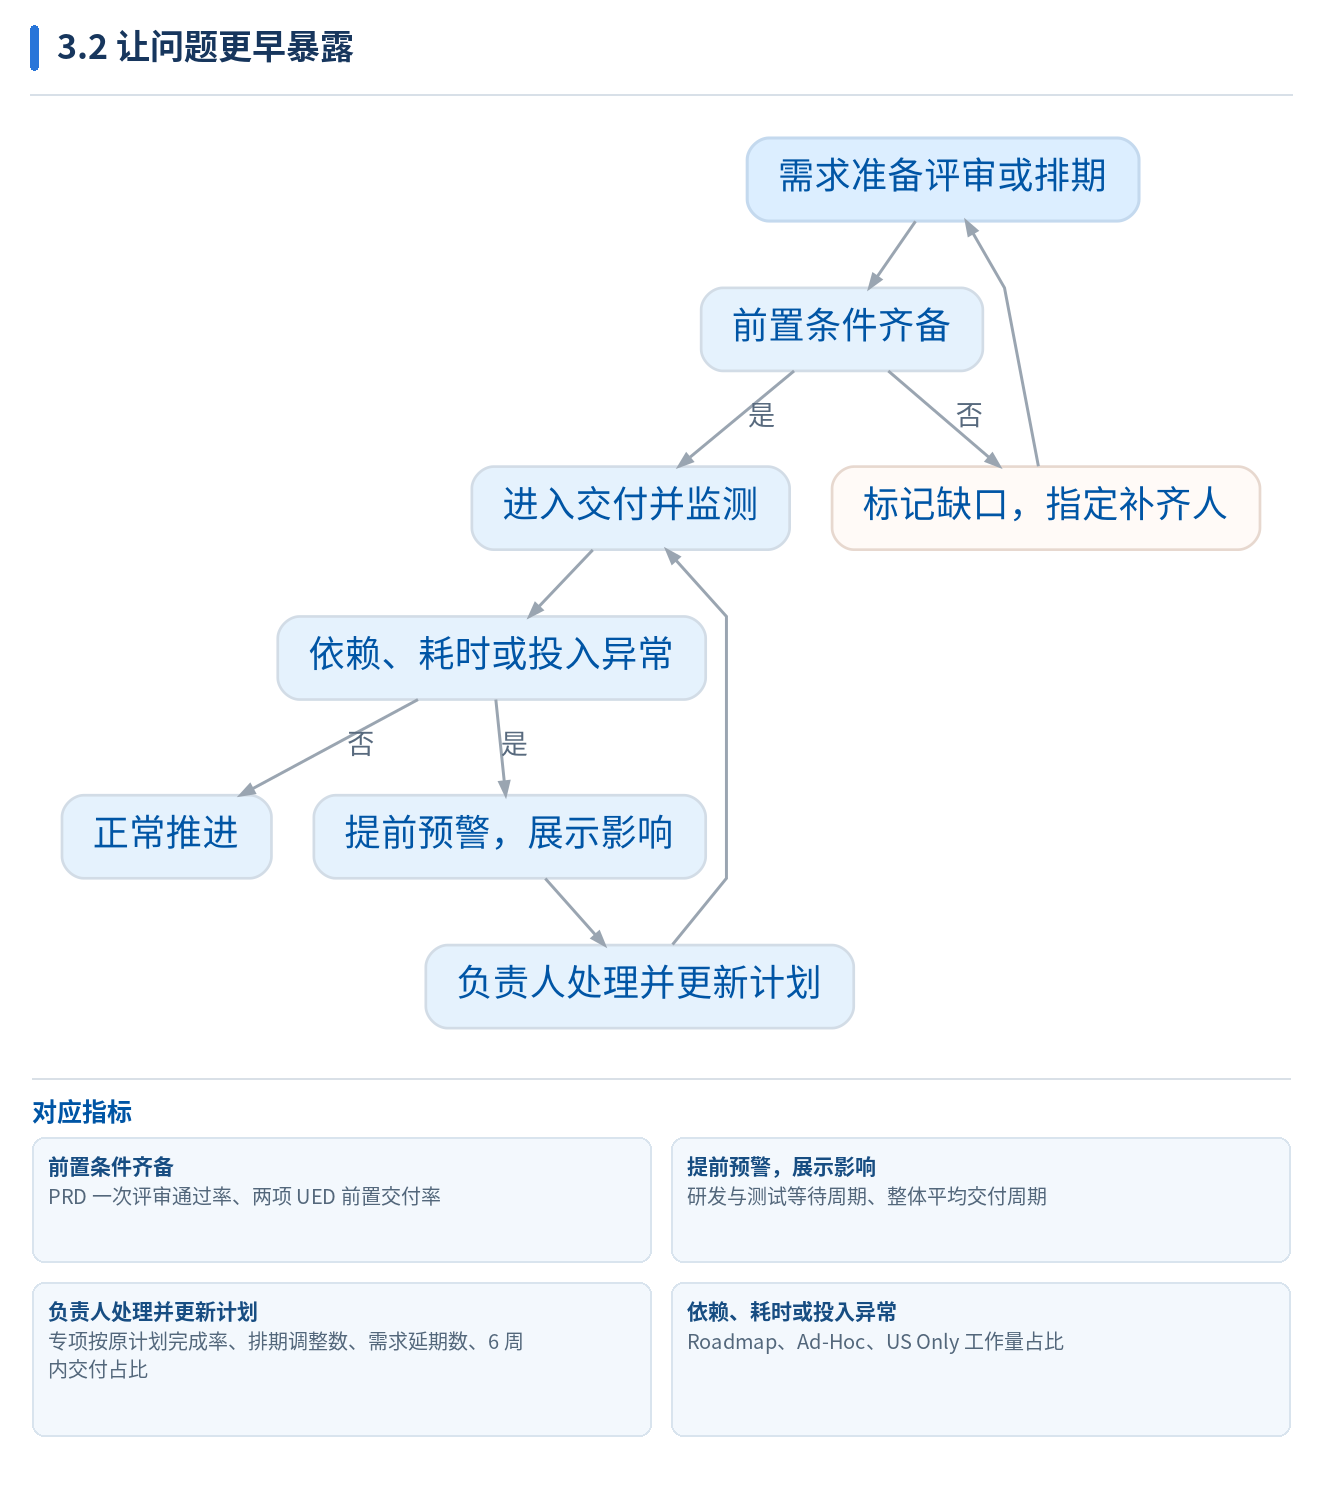 3.2 让问题更早暴露
需求准备评审或排期
前置条件齐备
是
否
进入交付并监测
标记缺口，指定补齐人
依赖、耗时或投入异常
否
是
正常推进
提前预警，展示影响
负责人处理并更新计划
对应指标
前置条件齐备
PRD 一次评审通过率、两项 UED 前置交付率
提前预警，展示影响
研发与测试等待周期、整体平均交付周期
负责人处理并更新计划
专项按原计划完成率、排期调整数、需求延期数、6 周
内交付占比
依赖、耗时或投入异常
Roadmap、Ad-Hoc、US Only 工作量占比